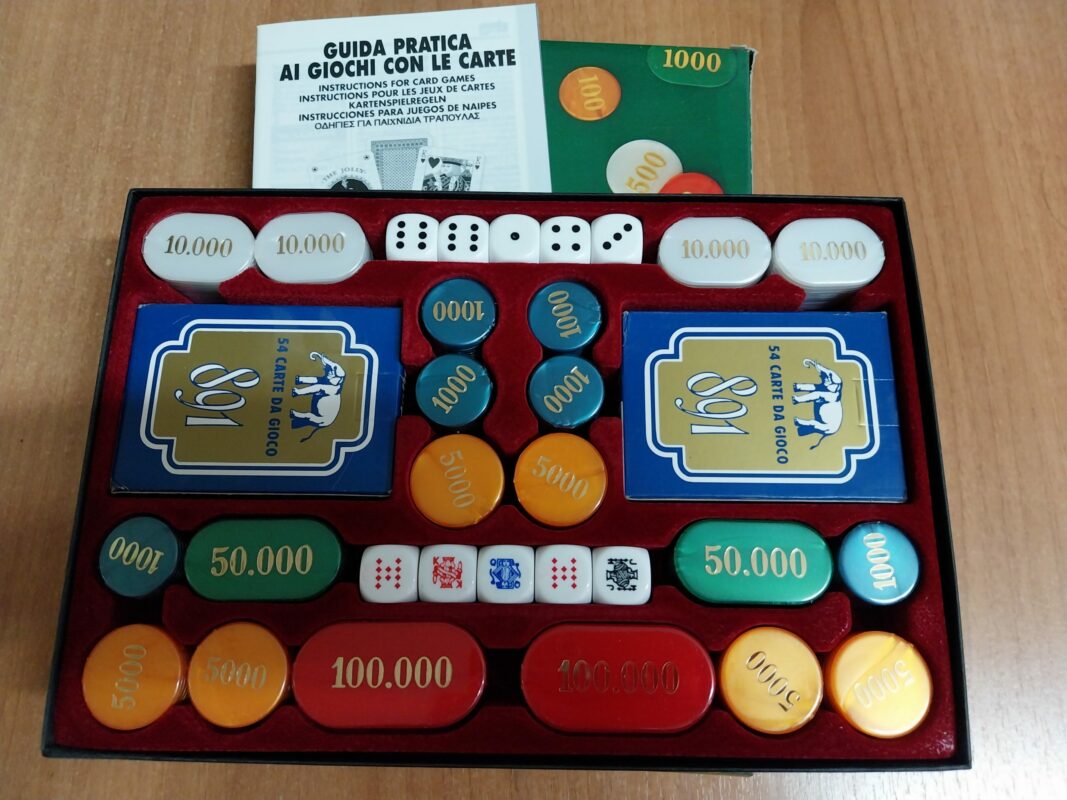 GUIDA PRATICA
AI GIOCHI CON LE CARTE
INSTRUCTIONS FOR CARD GAMES
INSTRUCTIONS POUR LES JEUX DE CARTES
KARTENSPIELREGELN
INSTRUCCIONES PARA JUEGOS DE NAIPES
ΟΔΗΓΙΕΣ ΓΙΑ ΠΑΙΧΝΙΔΙΑ ΤΡΑΠΟΥΛΑΣ
THE JOLLY
1000
100
500
10.000
10.000
10.000
10.000
1000
1000
1000
1000
54 CARTE DA GIOCO
891
54 CARTE DA GIOCO
891
5000
5000
1000
50.000
50.000
1000
5000
5000
100.000
100.000
5000
5000